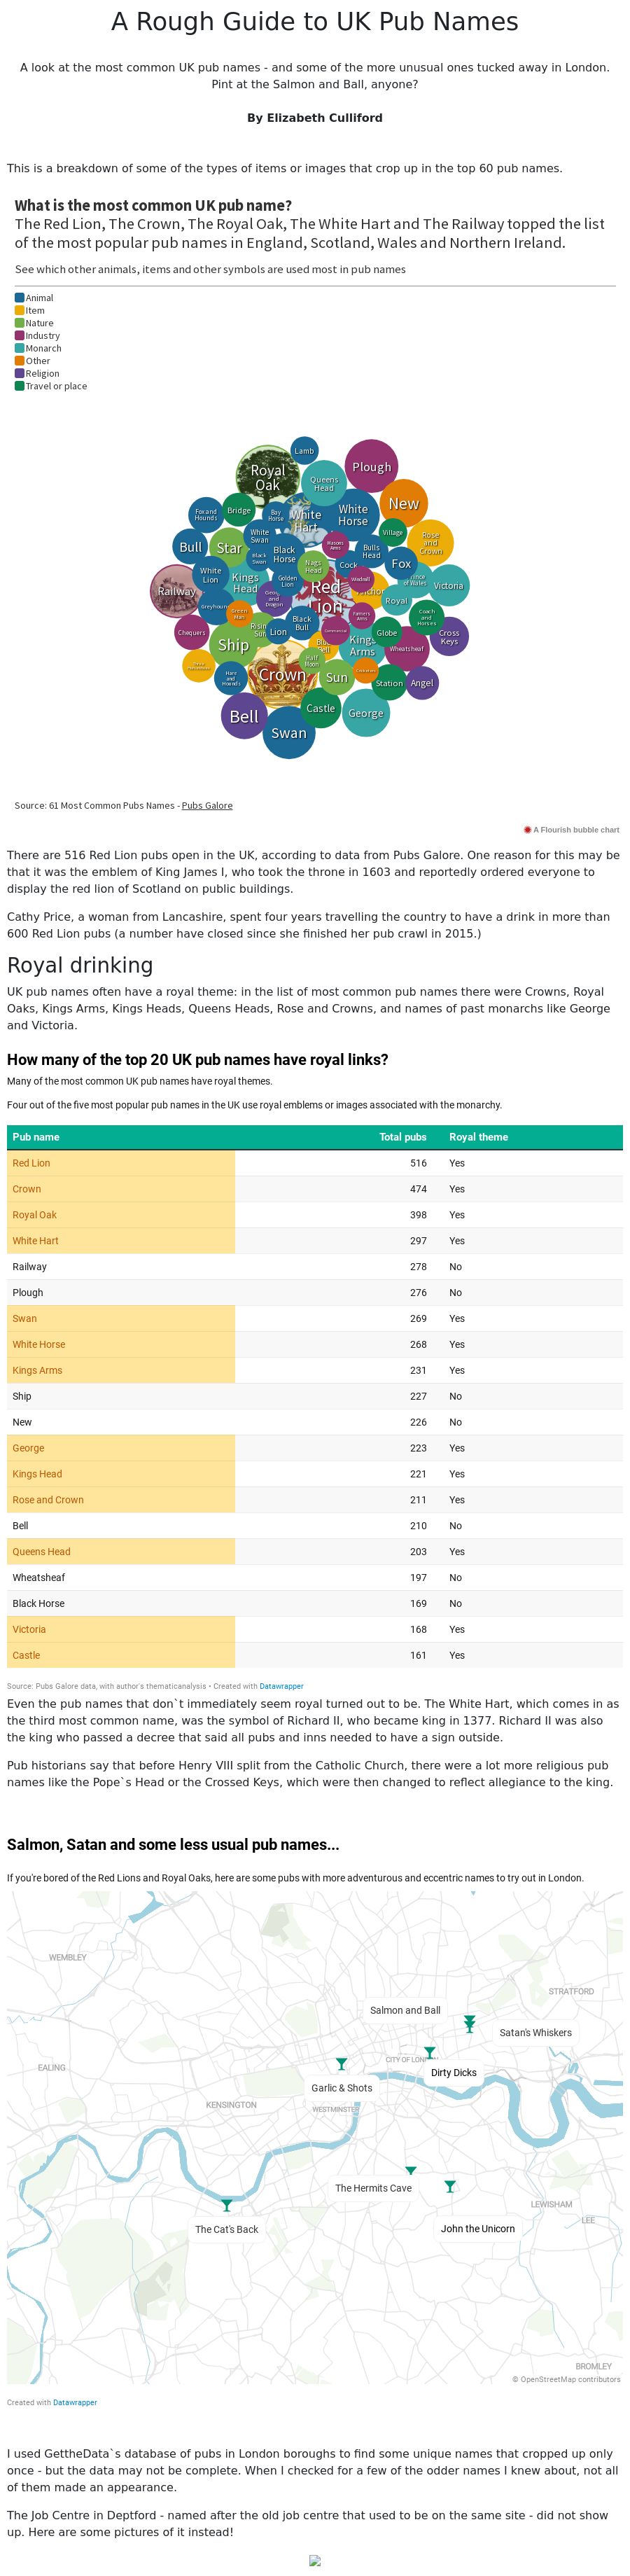 A Rough Guide to UK Pub Names
A look at the most common UK pub names - and some of the more unusual ones tucked away in London.
Pint at the Salmon and Ball, anyone?
By Elizabeth Culliford
This is a breakdown of some of the types of items or images that crop up in the top 60 pub names.
What is the most common UK pub name?
The Red Lion, The Crown, The Royal Oak, The White Hart and The Railway topped the list
of the most popular pub names in England, Scotland, Wales and Northern Ireland.
See which other animals, items and other symbols are used most in pub names
Animal
Item
Nature
Industry
Monarch
Other
Religion
Travel or place
Lamb
Royal
Oak
Plough
Queens
Head
New
Fox and
Hounds
Bridge
Bay
Horse
White
Hart
White
Horse
Village
Rose
and
Crown
Bull
Star
White
Swan
Black
Swan
Black
Horse
Masons
Arms
Bulls
Head
Cock
Fox
White
Lion
Nags
Head
Railway
Kings
Head
Golden
Lion
Red
Lion
of Wales
Victoria
Greyhound
and
Dragon
Royal
Green
Man
Farmers
Arms
Coach
and
Horses
Chequers
Ship
Rising
Sun
Lion
Black
Bull
Globe
Cross
Keys
Kings
Arms
Wheatsheaf
Half
Moon
Hare
and
Hounds
Crown
Sun
Station
Angel
Bell
Castle
George
Swan
Source: 61 Most Common Pubs Names - Pubs Galore
A Flourish bubble chart
There are 516 Red Lion pubs open in the UK, according to data from Pubs Galore. One reason for this may be
that it was the emblem of King James I, who took the throne in 1603 and reportedly ordered everyone to
display the red lion of Scotland on public buildings.
Cathy Price, a woman from Lancashire, spent four years travelling the country to have a drink in more than
600 Red Lion pubs (a number have closed since she finished her pub crawl in 2015.)
Royal drinking
UK pub names often have a royal theme: in the list of most common pub names there were Crowns, Royal
Oaks, Kings Arms, Kings Heads, Queens Heads, Rose and Crowns, and names of past monarchs like George
and Victoria.
How many of the top 20 UK pub names have royal links?
Many of the most common UK pub names have royal themes.
Four out of the five most popular pub names in the UK use royal emblems or images associated with the monarchy.
Pub name Total pubs Royal theme
Red Lion 516 Yes
Crown 474 Yes
Royal Oak 398 Yes
White Hart 297 Yes
Railway 278 No
Plough 276 No
Swan 269 Yes
White Horse 268 Yes
Kings Arms 231 Yes
Ship 227 No
New 226 No
George 223 Yes
Kings Head 221 Yes
Rose and Crown 211 Yes
Bell 210 No
Queens Head 203 Yes
Wheatsheaf 197 No
Black Horse 169 No
Victoria 168 Yes
Castle 161 Yes
Source: Pubs Galore data, with author's thematicanalysis • Created with Datawrapper
Even the pub names that don`t immediately seem royal turned out to be. The White Hart, which comes in as
the third most common name, was the symbol of Richard II, who became king in 1377. Richard II was also
the king who passed a decree that said all pubs and inns needed to have a sign outside.
Pub historians say that before Henry VIII split from the Catholic Church, there were a lot more religious pub
names like the Pope`s Head or the Crossed Keys, which were then changed to reflect allegiance to the king.
Salmon, Satan and some less usual pub names...
If you're bored of the Red Lions and Royal Oaks, here are some pubs with more adventurous and eccentric names to try out in London.
WEMBLEY
STRATFORD
Salmon and Ball
Satan's Whiskers
CITY OF LONDON
EALING
Dirty Dicks
Garlic & Shots
KENSINGTON
WESTMINSTER
The Hermits Cave
LEWISHAM
LEE
The Cat's Back
John the Unicorn
BROMLEY
© OpenStreetMap contributors
Created with Datawrapper
I used GettheData`s database of pubs in London boroughs to find some unique names that cropped up only
once - but the data may not be complete. When I checked for a few of the odder names I knew about, not all
of them made an appearance.
The Job Centre in Deptford - named after the old job centre that used to be on the same site - did not show
up. Here are some pictures of it instead!